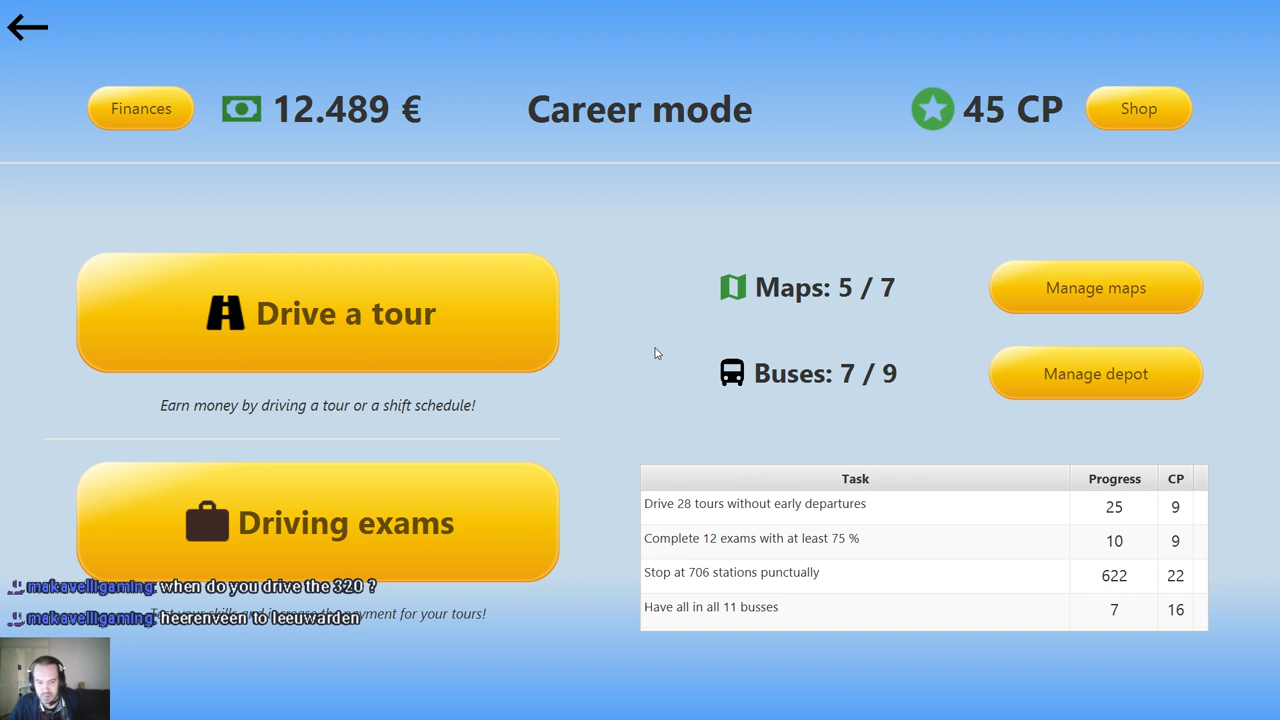 Finances
12.489 €
Career mode
45 CP
Shop
Drive a tour
Maps: 5 / 7
Manage maps
Buses: 7 / 9
Manage depot
Earn money by driving a tour or a shift schedule!
Driving exams
Task Progress CP
Drive 28 tours without early departures 25 9
Complete 12 exams with at least 75 % 10 9
Stop at 706 stations punctually 622 22
Have all in all 11 busses 7 16
makavelligaming: when do you drive the 320 ?
payment for your tours!
makavelligaming: heerenveen to leeuwarden